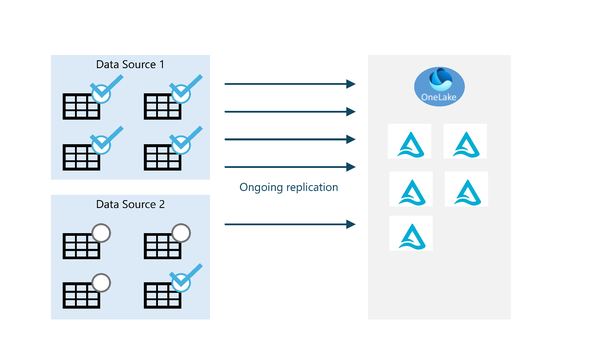 Data Source 1
OneLake
Ongoing replication
Data Source 2